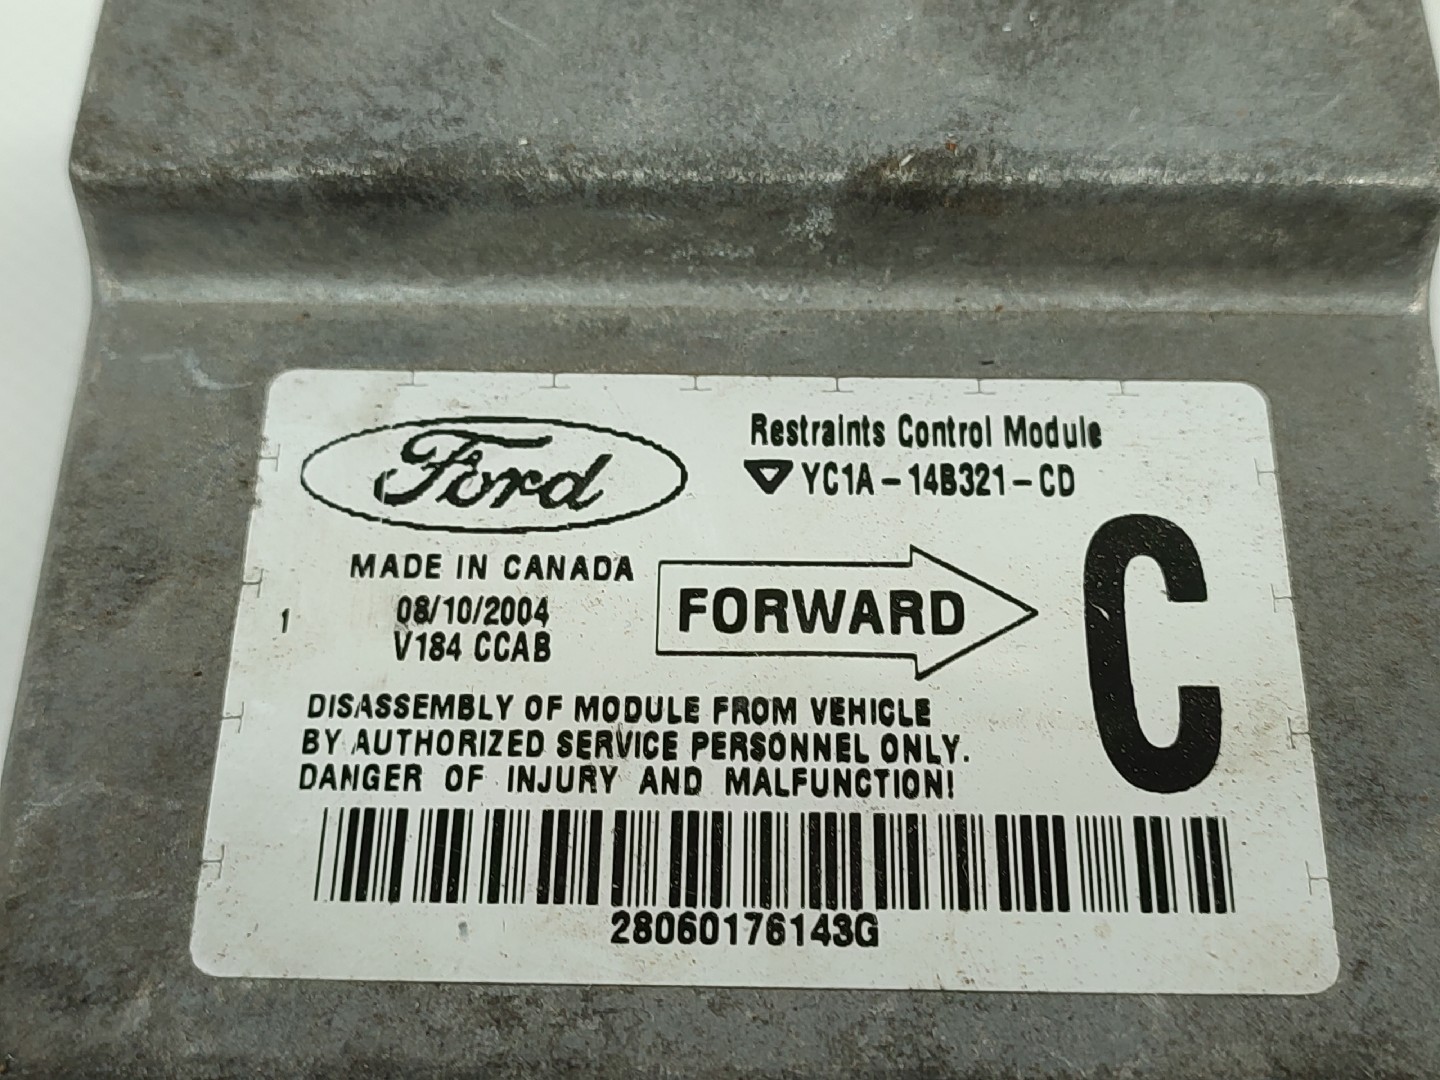 Ford
Restraints Control Module
YC1A-14B321-CD
MADE IN CANADA
08/10/2004
V184 CCAB
1
FORWARD
C
DISASSEMBLY OF MODULE FROM VEHICLE
BY AUTHORIZED SERVICE PERSONNEL ONLY.
DANGER OF INJURY AND MALFUNCTION!
28060176143G